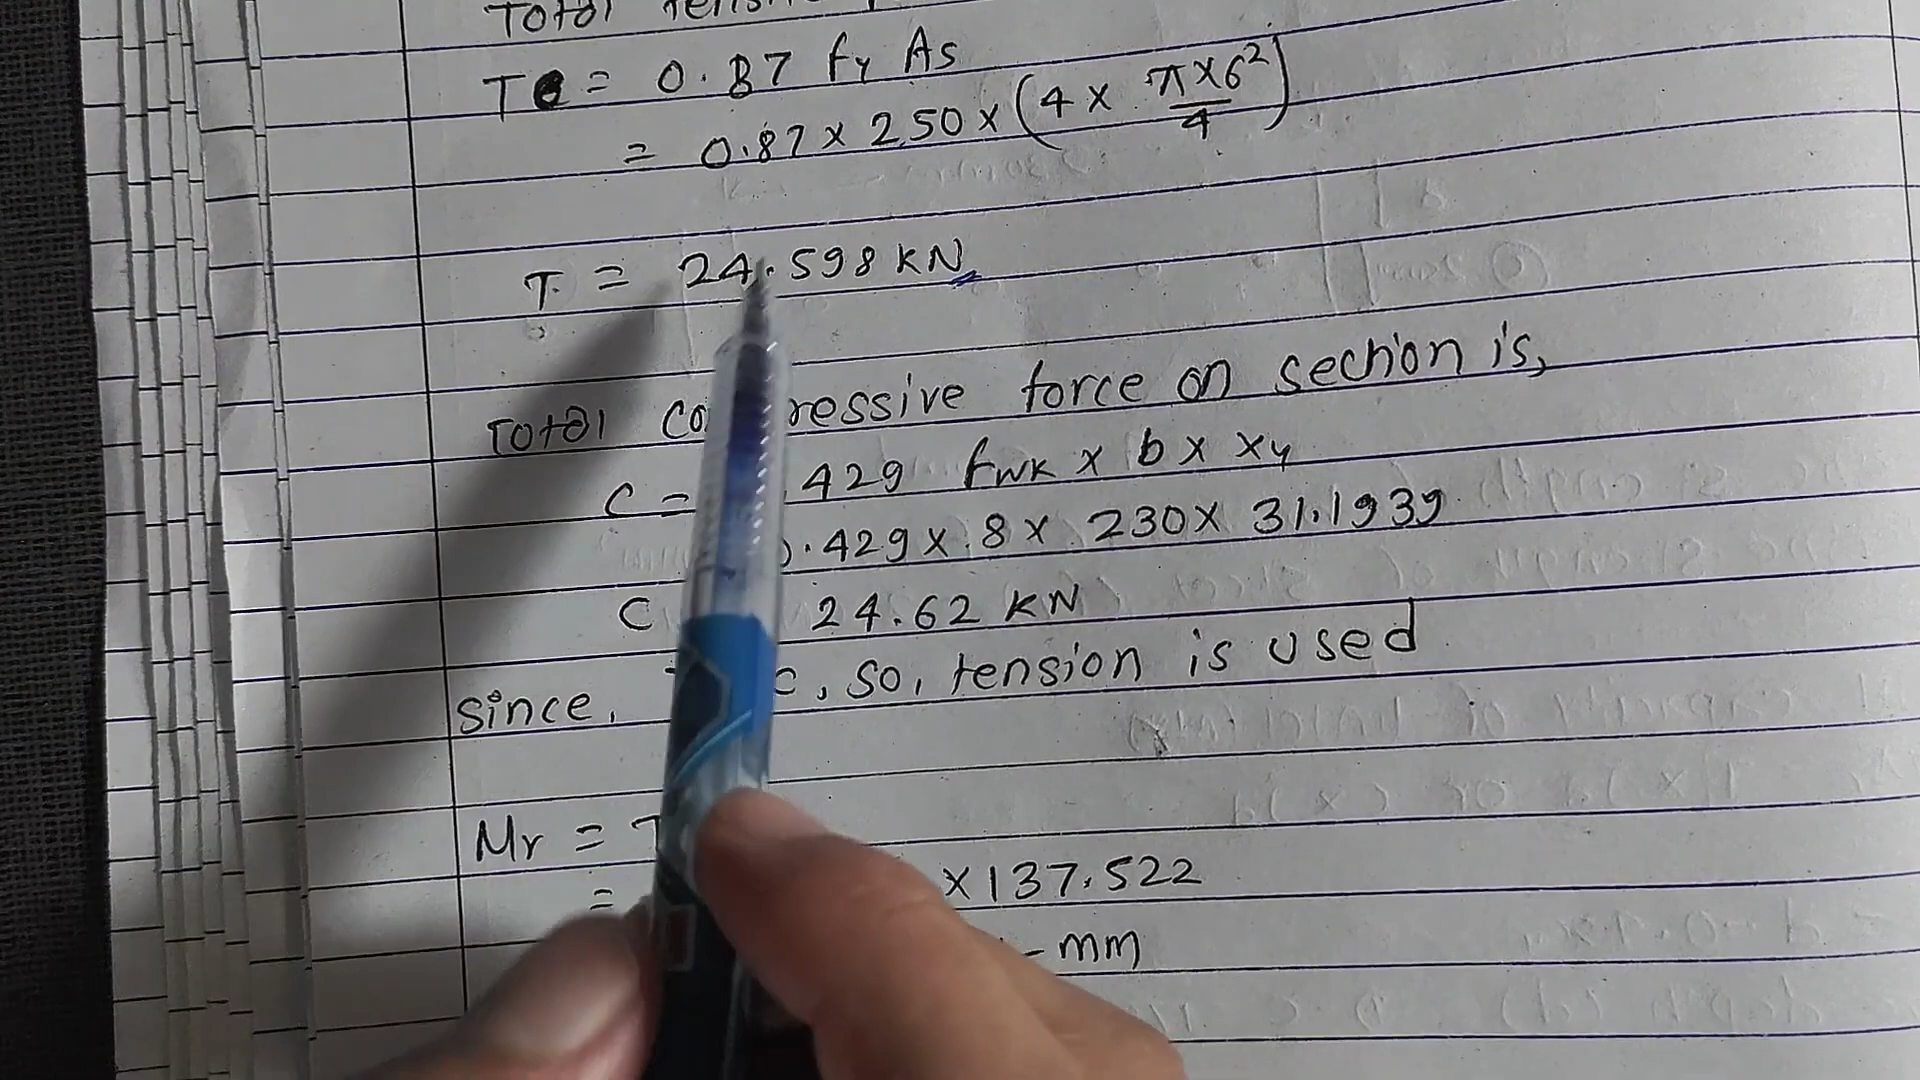 Total
T = 0.87 fy As
= 0.87 x 250 x (4 x π x 6² / 4)
T = 24.598 KN
Total compressive force on section is,
C = .429 fwk x b x xy
.429 x 8 x 230 x 31.1939
C 24.62 KN
since, c, so, tension is used
Mr = T
= x 137.522
- mm